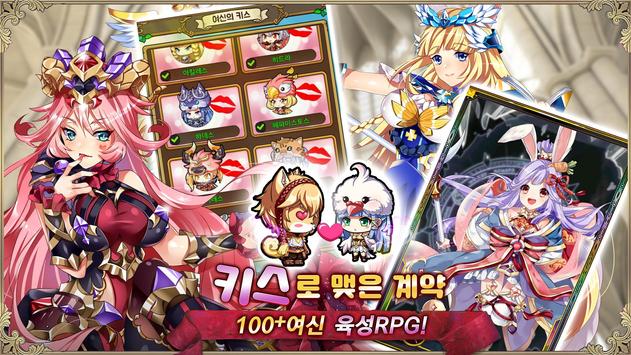 여신의 키스
아킬레스
히드라
하데스
헤파이스토스
키스로 맺은 계약
100+여신 육성RPG!